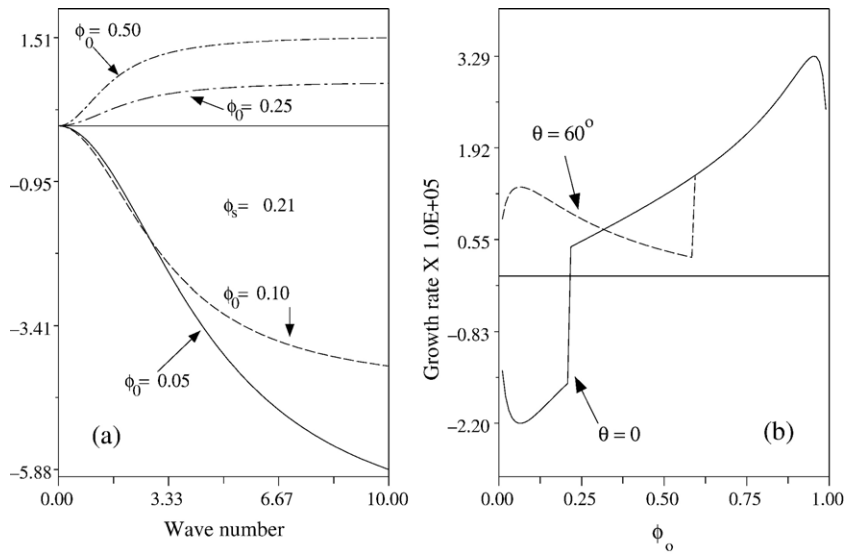 1.51
−0.95
−3.41
−5.88
0.00
3.33
6.67
10.00
Wave number
ϕ₀= 0.50
ϕ₀= 0.25
ϕₛ= 0.21
ϕ₀= 0.10
ϕ₀= 0.05
(a)
Growth rate X 1.0E+05
3.29
1.92
0.55
−0.83
−2.20
0.00
0.25
0.50
0.75
1.00
ϕₒ
θ = 60°
θ = 0
(b)